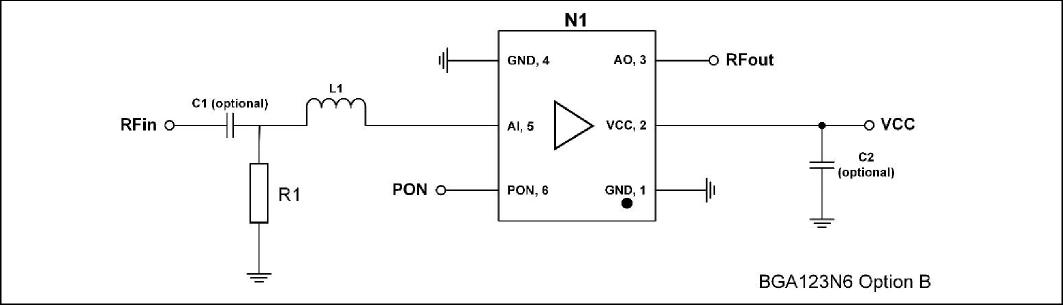 N1
GND, 4
AO, 3
RFout
L1
C1 (optional)
RFin
AI, 5
VCC, 2
VCC
C2
(optional)
R1
PON
PON, 6
GND, 1
BGA123N6 Option B